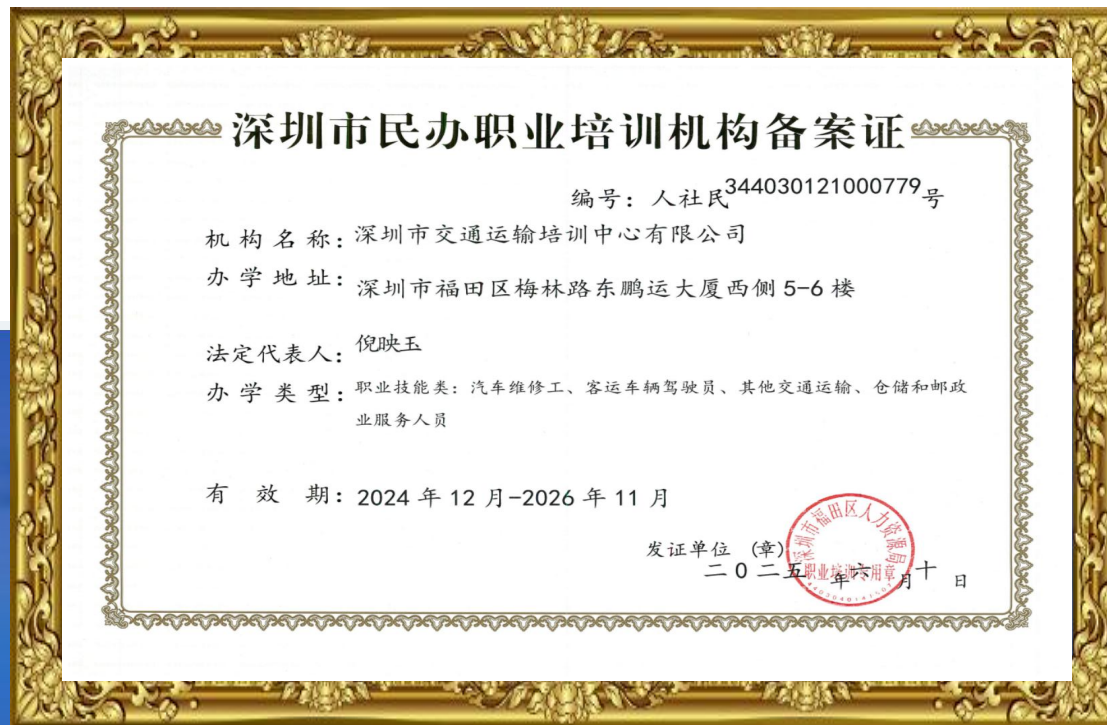 深圳市民办职业培训机构备案证
编号：人社民344030121000779号
机构名称：深圳市交通运输培训中心有限公司
办学地址：深圳市福田区梅林路东鹏运大厦西侧5-6楼
法定代表人：倪映玉
办学类型：职业技能类：汽车维修工、客运车辆驾驶员、其他交通运输、仓储和邮政
业服务人员
有效期：2024年12月-2026年11月
深圳市福田区人力资源局
发证单位（章）
职业培训专用章
二0二五年六月十日